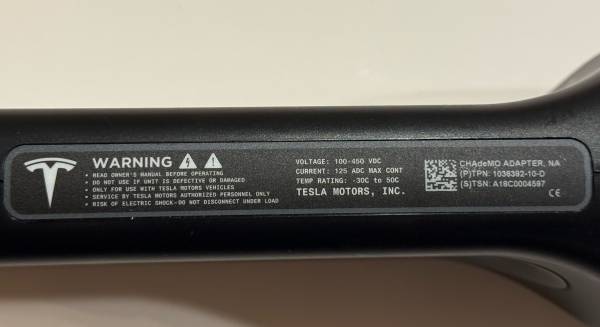 WARNING
• READ OWNER'S MANUAL BEFORE OPERATING
• DO NOT USE IF UNIT IS DEFECTIVE OR DAMAGED
• ONLY FOR USE WITH TESLA MOTORS VEHICLES
• SERVICE BY TESLA MOTORS AUTHORIZED PERSONNEL ONLY
• RISK OF ELECTRIC SHOCK-DO NOT DISCONNECT UNDER LOAD
VOLTAGE: 100-450 VDC
CURRENT: 125 ADC MAX CONT
TEMP RATING: -30C to 50C
TESLA MOTORS, INC.
CHAdeMO ADAPTER, NA
(P)TPN: 1036392-10-D
(S)TSN: A18C0004597
CE